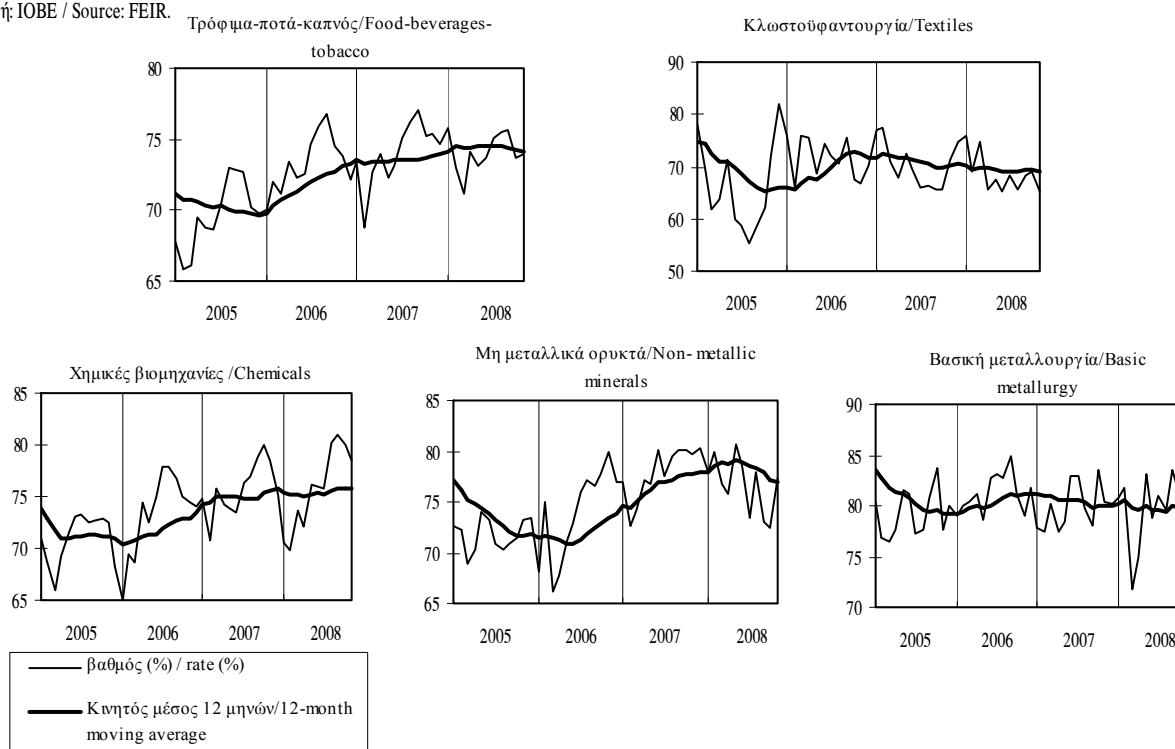 ή: ΙΟΒΕ / Source: FEIR.
Τρόφιμα-ποτά-καπνός/Food-beverages-
tobacco
80
75
70
65
2005 2006 2007 2008
Κλωστοϋφαντουργία/Textiles
90
80
70
60
50
2005 2006 2007 2008
Χημικές βιομηχανίες /Chemicals
85
80
75
70
65
2005 2006 2007 2008
Μη μεταλλικά ορυκτά/Non- metallic
minerals
85
80
75
70
65
2005 2006 2007 2008
Βασική μεταλλουργία/Basic
metallurgy
90
85
80
75
70
2005 2006 2007 2008
βαθμός (%) / rate (%)
Κινητός μέσος 12 μηνών/12-month
moving average